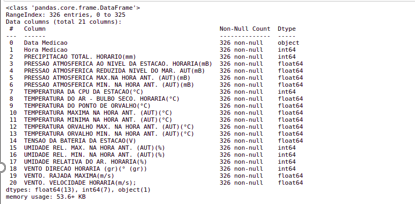 <class 'pandas.core.frame.DataFrame'>
RangeIndex: 326 entries, 0 to 325
Data columns (total 21 columns):
 #   Column                                                 Non-Null Count  Dtype
---  ------                                                 --------------  -----
 0   Data Medicao                                           326 non-null    object
 1   Hora Medicao                                           326 non-null    int64
 2   PRECIPITACAO TOTAL. HORARIO(mm)                        326 non-null    int64
 3   PRESSAO ATMOSFERICA AO NIVEL DA ESTACAO. HORARIA(mB)   326 non-null    float64
 4   PRESSAO ATMOSFERICA REDUZIDA NIVEL DO MAR. AUT(mB)     326 non-null    float64
 5   PRESSAO ATMOSFERICA MAX.NA HORA ANT. (AUT)(mB)         326 non-null    float64
 6   PRESSAO ATMOSFERICA MIN. NA HORA ANT. (AUT)(mB)        326 non-null    float64
 7   TEMPERATURA DA CPU DA ESTACAO(°C)                      326 non-null    int64
 8   TEMPERATURA DO AR - BULBO SECO. HORARIA(°C)            326 non-null    float64
 9   TEMPERATURA DO PONTO DE ORVALHO(°C)                    326 non-null    float64
 10  TEMPERATURA MAXIMA NA HORA ANT. (AUT)(°C)              326 non-null    float64
 11  TEMPERATURA MINIMA NA HORA ANT. (AUT)(°C)              326 non-null    float64
 12  TEMPERATURA ORVALHO MAX. NA HORA ANT. (AUT)(°C)        326 non-null    float64
 13  TEMPERATURA ORVALHO MIN. NA HORA ANT. (AUT)(°C)        326 non-null    float64
 14  TENSAO DA BATERIA DA ESTACAO(V)                        326 non-null    float64
 15  UMIDADE REL. MAX. NA HORA ANT. (AUT)(%)                326 non-null    int64
 16  UMIDADE REL. MIN. NA HORA ANT. (AUT)(%)                326 non-null    int64
 17  UMIDADE RELATIVA DO AR. HORARIA(%)                     326 non-null    int64
 18  VENTO DIRECAO HORARIA (gr)(° (gr))                     326 non-null    int64
 19  VENTO. RAJADA MAXIMA(m/s)                              326 non-null    float64
 20  VENTO. VELOCIDADE HORARIA(m/s);                        326 non-null    float64
dtypes: float64(13), int64(7), object(1)
memory usage: 53.6+ KB